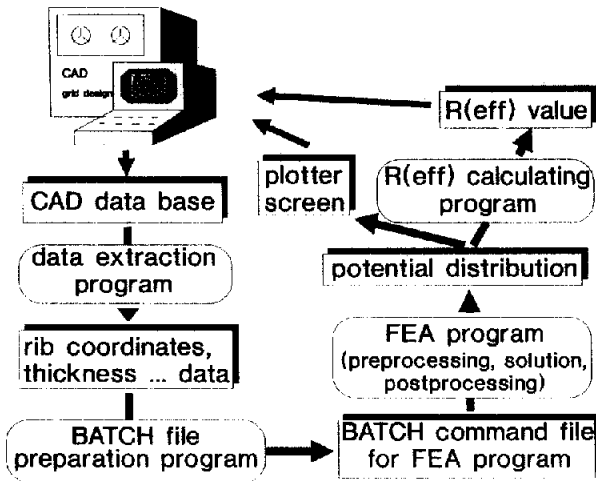 CAD
grid design
CAD data base
data extraction
program
rib coordinates,
thickness ... data
BATCH file
preparation program
BATCH command file
for FEA program
FEA program
(preprocessing, solution,
postprocessing)
potential distribution
plotter
screen
R(eff) calculating
program
R(eff) value